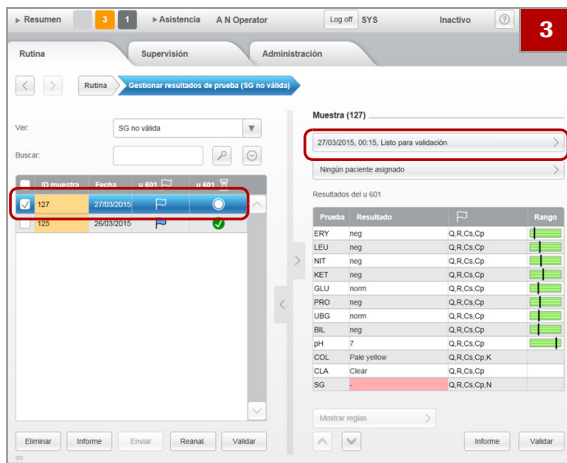 Resumen 3 1 Asistencia A N Operator Log off SYS Inactivo ? 3
Rutina Supervisión Administración
Rutina Gestionar resultados de prueba (SG no válida)
Muestra (127)
Ver: SG no válida
27/03/2015, 00:15, Listo para validación
Buscar:
Ningún paciente asignado
ID muestra Fecha u 601 u 601
Resultados del u 601
127 27/03/2015
125 26/03/2015
Prueba Resultado Rango
ERY neg Q,R,Cs,Cp
LEU neg Q,R,Cs,Cp
NIT neg Q,R,Cs,Cp
KET neg Q,R,Cs,Cp
GLU norm Q,R,Cs,Cp
PRO neg Q,R,Cs,Cp
UBG norm Q,R,Cs,Cp
BIL neg Q,R,Cs,Cp
pH 7 Q,R,Cs,Cp
COL Pale yellow Q,R,Cs,Cp,K
CLA Clear Q,R,Cs,Cp
SG - Q,R,Cs,Cp,N
Mostrar reglas
Eliminar Informe Enviar Reanal. Validar Informe Validar